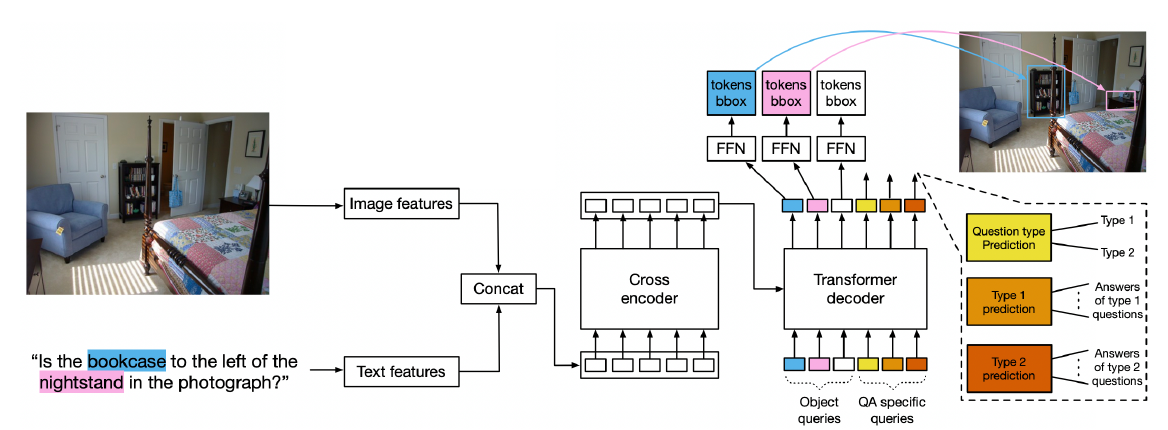 tokens
bbox
tokens
bbox
tokens
bbox
FFN
FFN
FFN
Image features
Concat
Text features
“Is the bookcase to the left of the
nightstand in the photograph?”
Cross
encoder
Transformer
decoder
Object
queries
QA specific
queries
Question type
Prediction
Type 1
Type 2
Type 1
prediction
Answers
of type 1
questions
Type 2
prediction
Answers
of type 2
questions